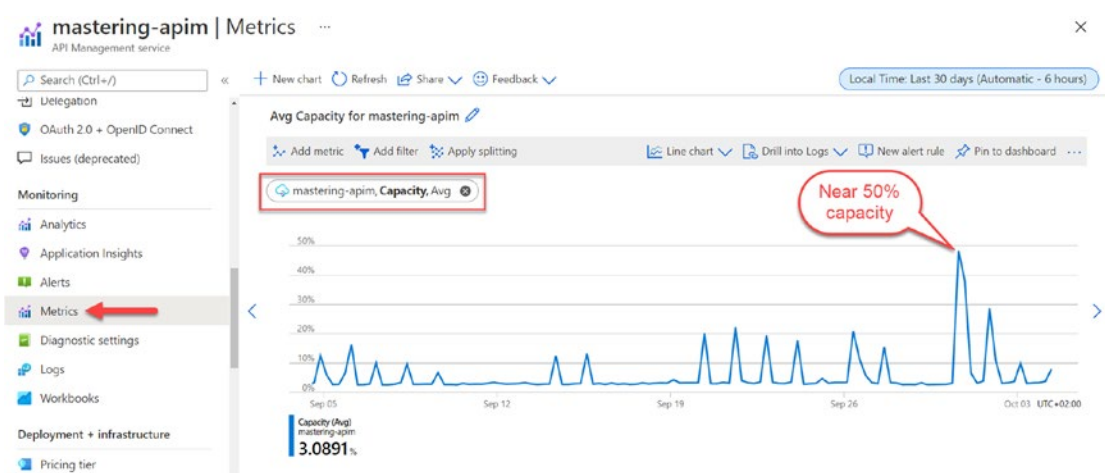 mastering-apim | Metrics ...
API Management service
Search (Ctrl+/)
«
Delegation
OAuth 2.0 + OpenID Connect
Issues (deprecated)
Monitoring
Analytics
Application Insights
Alerts
Metrics
Diagnostic settings
Logs
Workbooks
Deployment + infrastructure
Pricing tier
New chart Refresh Share Feedback
Local Time: Last 30 days (Automatic - 6 hours)
Avg Capacity for mastering-apim
Add metric Add filter Apply splitting Line chart Drill into Logs New alert rule Pin to dashboard ...
mastering-apim, Capacity, Avg
Near 50%
capacity
50%
40%
30%
20%
10%
0%
Sep 05 Sep 12 Sep 19 Sep 26 Oct 03 UTC+02:00
Capacity (Avg)
mastering-apim
3.0891%